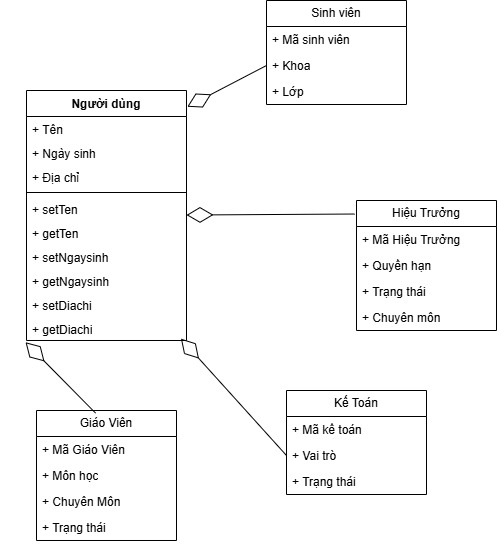 Sinh viên
+ Mã sinh viên
+ Khoa
+ Lớp
Người dùng
+ Tên
+ Ngày sinh
+ Địa chỉ
+ setTen
+ getTen
+ setNgaysinh
+ getNgaysinh
+ setDiachi
+ getDiachi
Hiệu Trưởng
+ Mã Hiệu Trưởng
+ Quyền hạn
+ Trạng thái
+ Chuyên môn
Giáo Viên
+ Mã Giáo Viên
+ Môn học
+ Chuyên Môn
+ Trạng thái
Kế Toán
+ Mã kế toán
+ Vai trò
+ Trạng thái